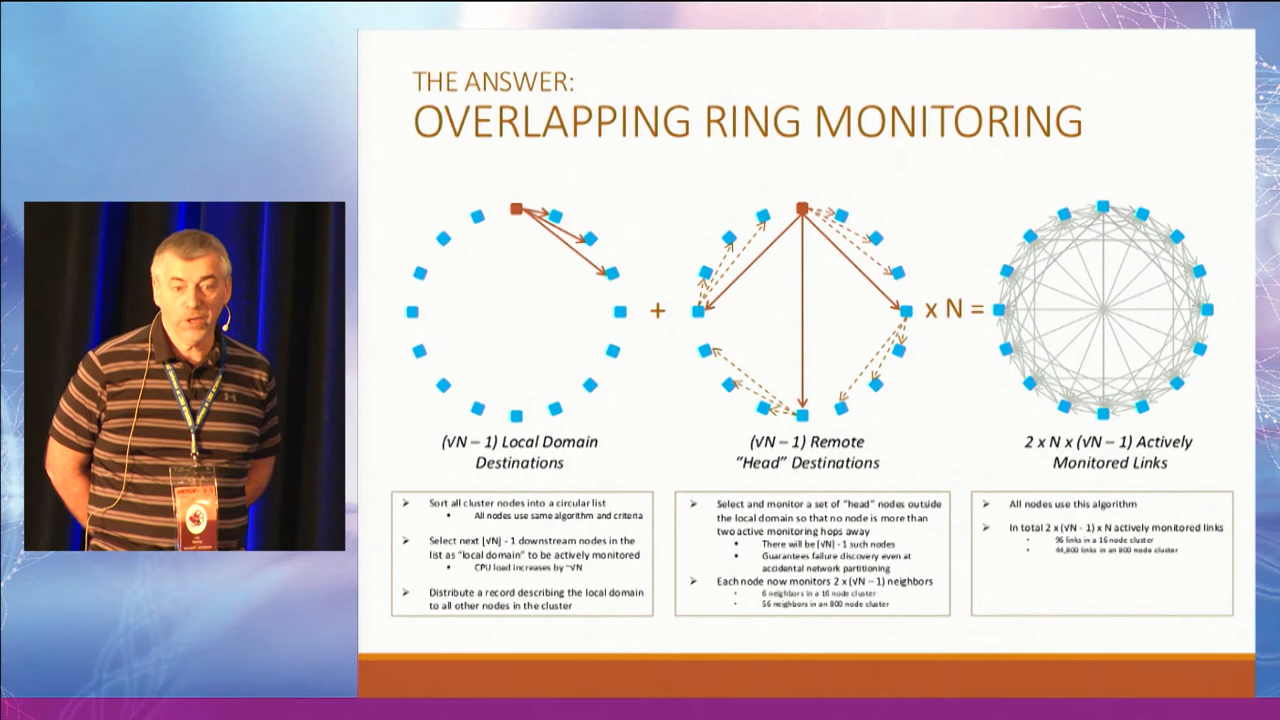 THE ANSWER:
OVERLAPPING RING MONITORING
+
x N =
(√N – 1) Local Domain
Destinations
(√N – 1) Remote
“Head” Destinations
2 x N x (√N – 1) Actively
Monitored Links
Sort all cluster nodes into a circular list
All nodes use same algorithm and criteria
Select next [√N] - 1 downstream nodes in the
list as “local domain” to be actively monitored
CPU load increases by ~√N
Distribute a record describing the local domain
to all other nodes in the cluster
Select and monitor a set of “head” nodes outside
the local domain so that no node is more than
two active monitoring hops away
There will be [√N] - 1 such nodes
Guarantees failure discovery even at
accidental network partitioning
Each node now monitors 2 x (√N – 1) neighbors
6 neighbors in a 16 node cluster
56 neighbors in an 800 node cluster
All nodes use this algorithm
In total 2 x (√N - 1) x N actively monitored links
96 links in a 16 node cluster
44,800 links in an 800 node cluster